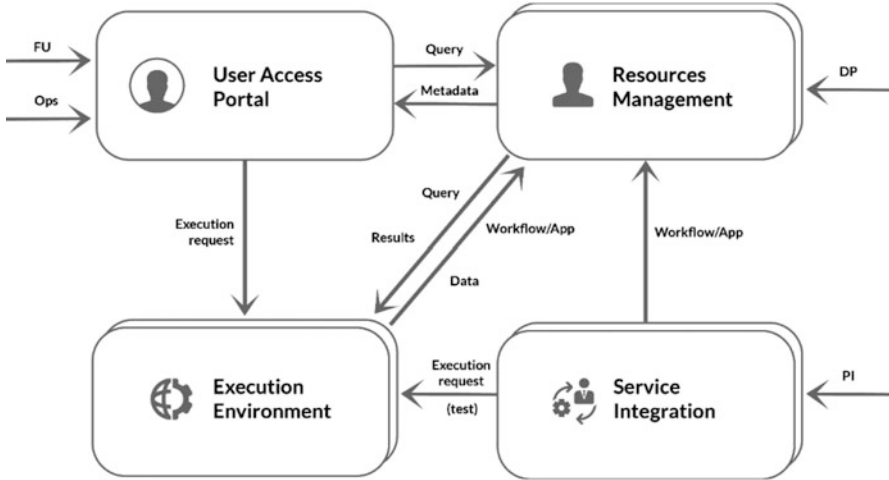 FU
Ops
User Access
Portal
Query
Metadata
Resources
Management
DP
Execution
request
Query
Results
Workflow/App
Data
Workflow/App
Execution
Environment
Execution
request
(test)
Service
Integration
PI